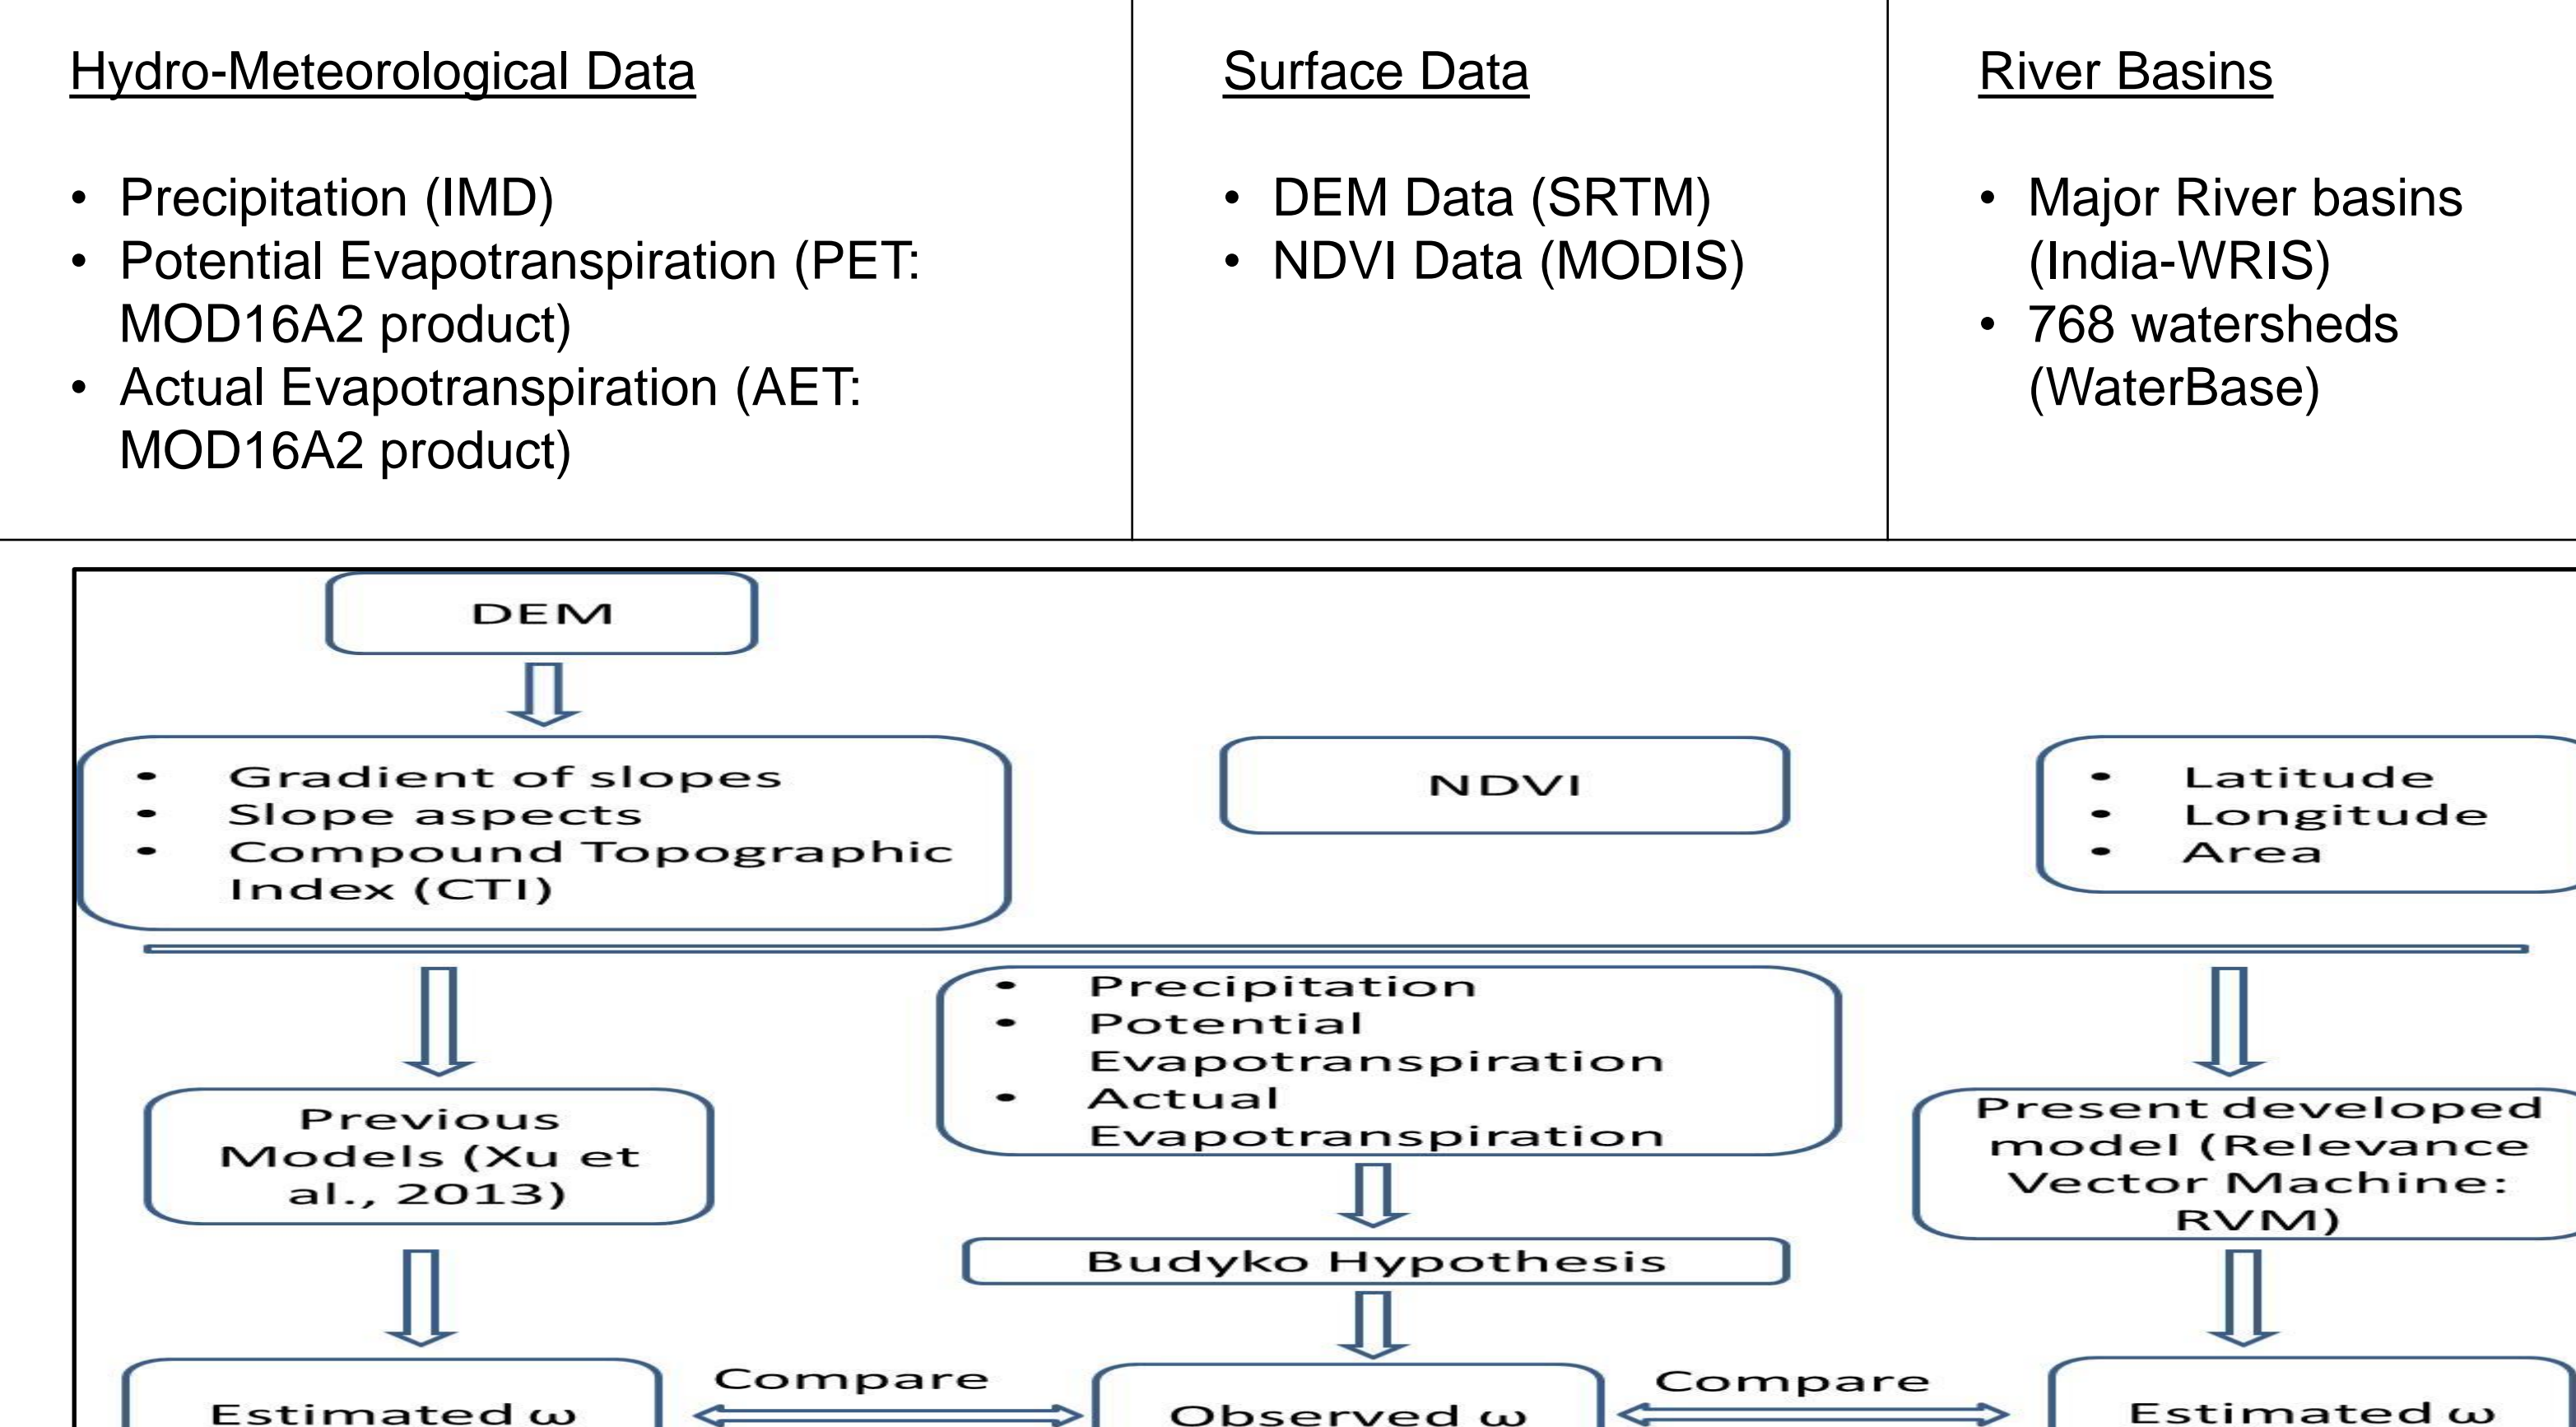 Hydro-Meteorological Data
• Precipitation (IMD)
• Potential Evapotranspiration (PET:
MOD16A2 product)
• Actual Evapotranspiration (AET:
MOD16A2 product)
Surface Data
• DEM Data (SRTM)
• NDVI Data (MODIS)
River Basins
• Major River basins
(India-WRIS)
• 768 watersheds
(WaterBase)
DEM
• Gradient of slopes
• Slope aspects
• Compound Topographic
Index (CTI)
NDVI
• Latitude
• Longitude
• Area
Previous
Models (Xu et
al., 2013)
• Precipitation
• Potential
Evapotranspiration
• Actual
Evapotranspiration
Present developed
model (Relevance
Vector Machine:
RVM)
Budyko Hypothesis
Estimated ω
Compare
Observed ω
Compare
Estimated ω